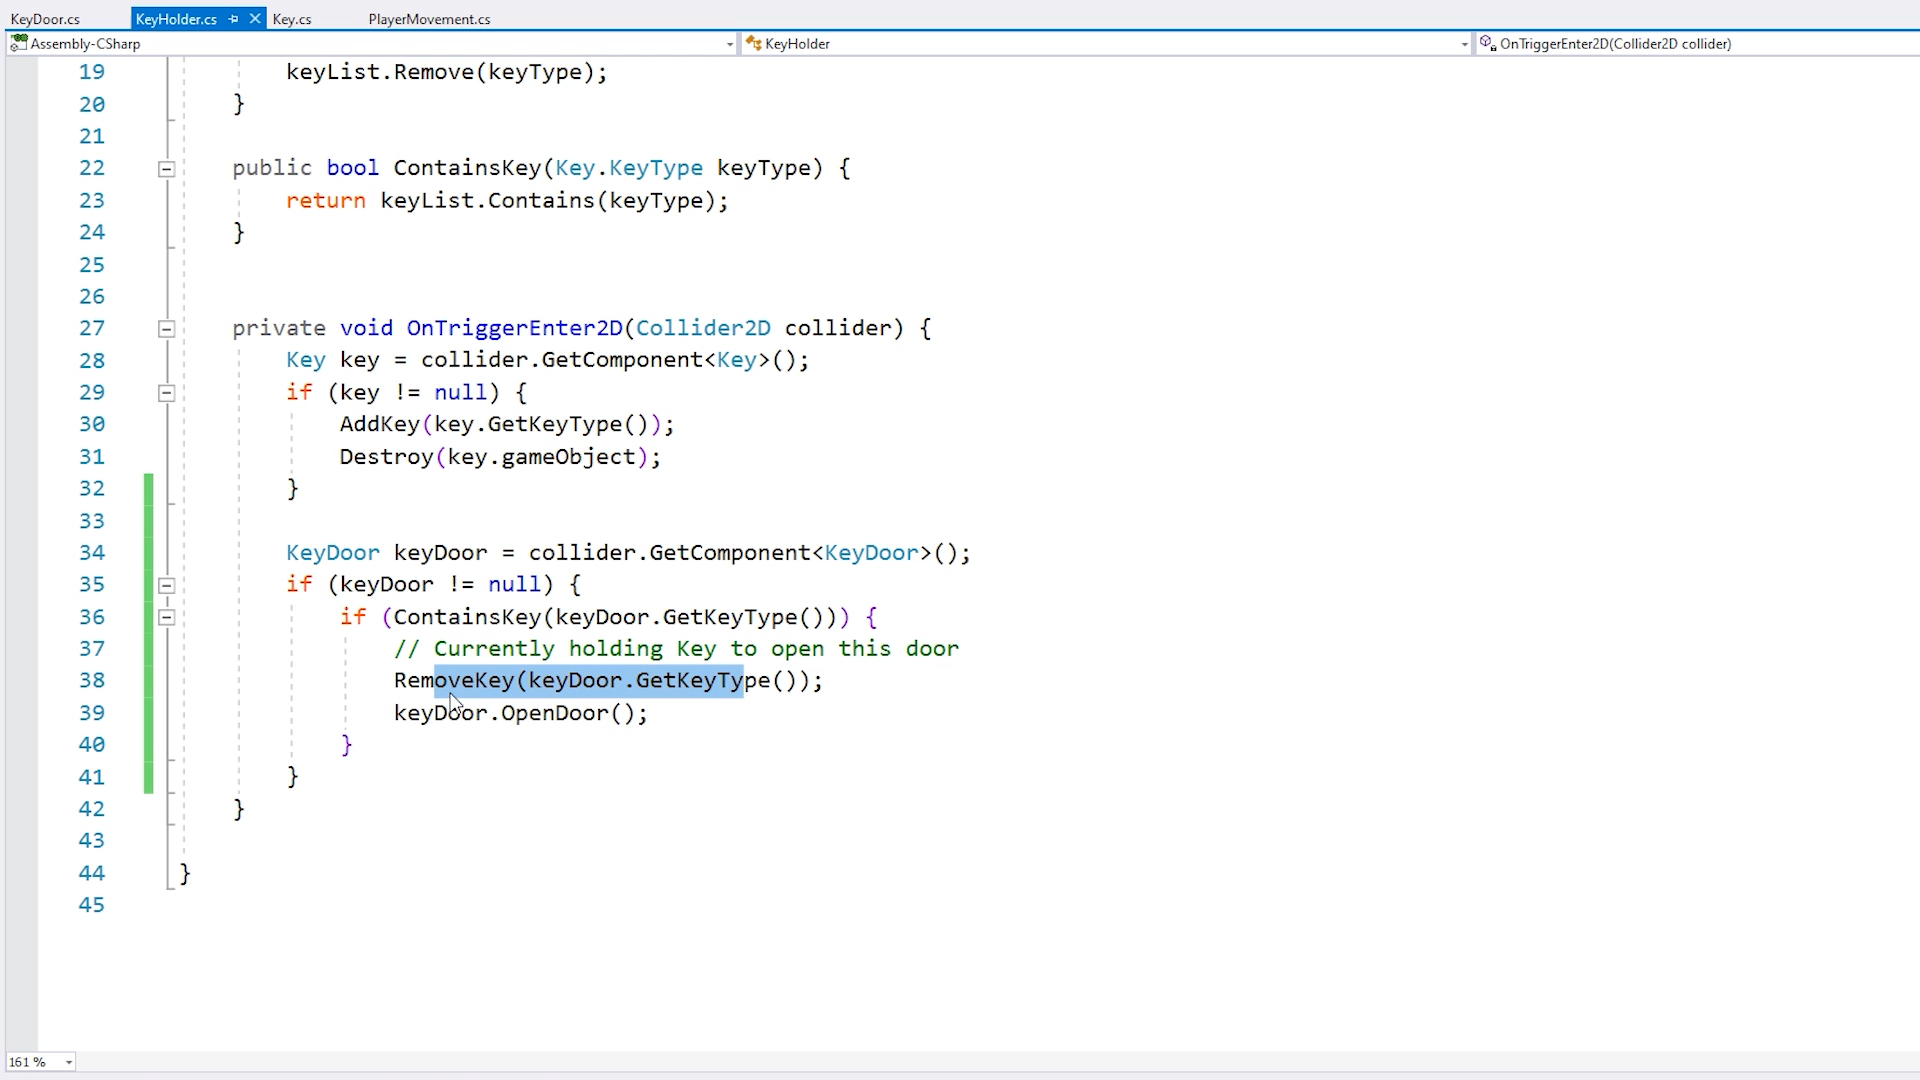 KeyDoor.cs KeyHolder.cs Key.cs PlayerMovement.cs
Assembly-CSharp KeyHolder OnTriggerEnter2D(Collider2D collider)
19 keyList.Remove(keyType);
20 }
21
22 public bool ContainsKey(Key.KeyType keyType) {
23 return keyList.Contains(keyType);
24 }
25
26
27 private void OnTriggerEnter2D(Collider2D collider) {
28 Key key = collider.GetComponent<Key>();
29 if (key != null) {
30 AddKey(key.GetKeyType());
31 Destroy(key.gameObject);
32 }
33
34 KeyDoor keyDoor = collider.GetComponent<KeyDoor>();
35 if (keyDoor != null) {
36 if (ContainsKey(keyDoor.GetKeyType())) {
37 // Currently holding Key to open this door
38 RemoveKey(keyDoor.GetKeyType());
39 keyDoor.OpenDoor();
40 }
41 }
42 }
43
44 }
45
161 %